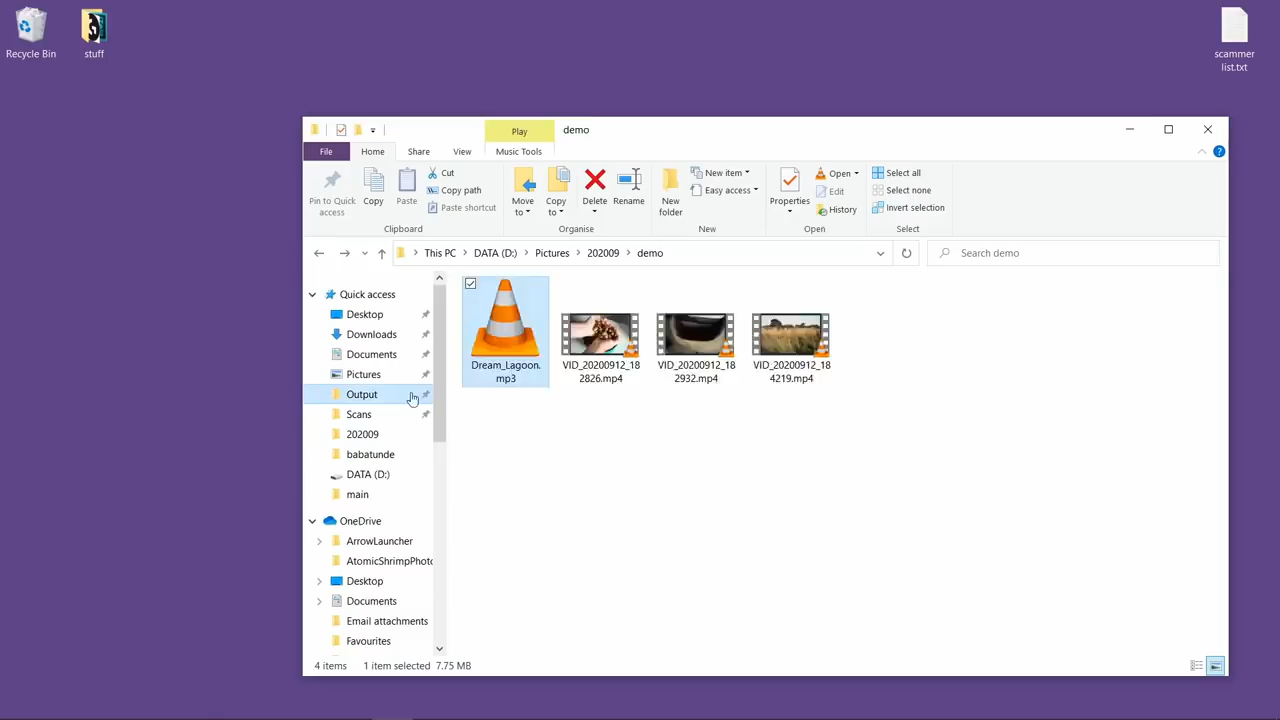 Recycle Bin
stuff
scammer
list.txt
Play
demo
File
Home
Share
View
Music Tools
Pin to Quick
access
Copy
Paste
Cut
Copy path
Paste shortcut
Clipboard
Move
to
Copy
to
Delete
Rename
Organise
New
folder
New item
Easy access
New
Properties
Open
Edit
History
Open
Select all
Select none
Invert selection
Select
This PC > DATA (D:) > Pictures > 202009 > demo
Search demo
Quick access
Desktop
Downloads
Documents
Pictures
Output
Scans
202009
babatunde
DATA (D:)
main
OneDrive
ArrowLauncher
AtomicShrimpPhoto
Desktop
Documents
Email attachments
Favourites
Dream_Lagoon.
mp3
VID_20200912_18
2826.mp4
VID_20200912_18
2932.mp4
VID_20200912_18
4219.mp4
4 items
1 item selected 7.75 MB